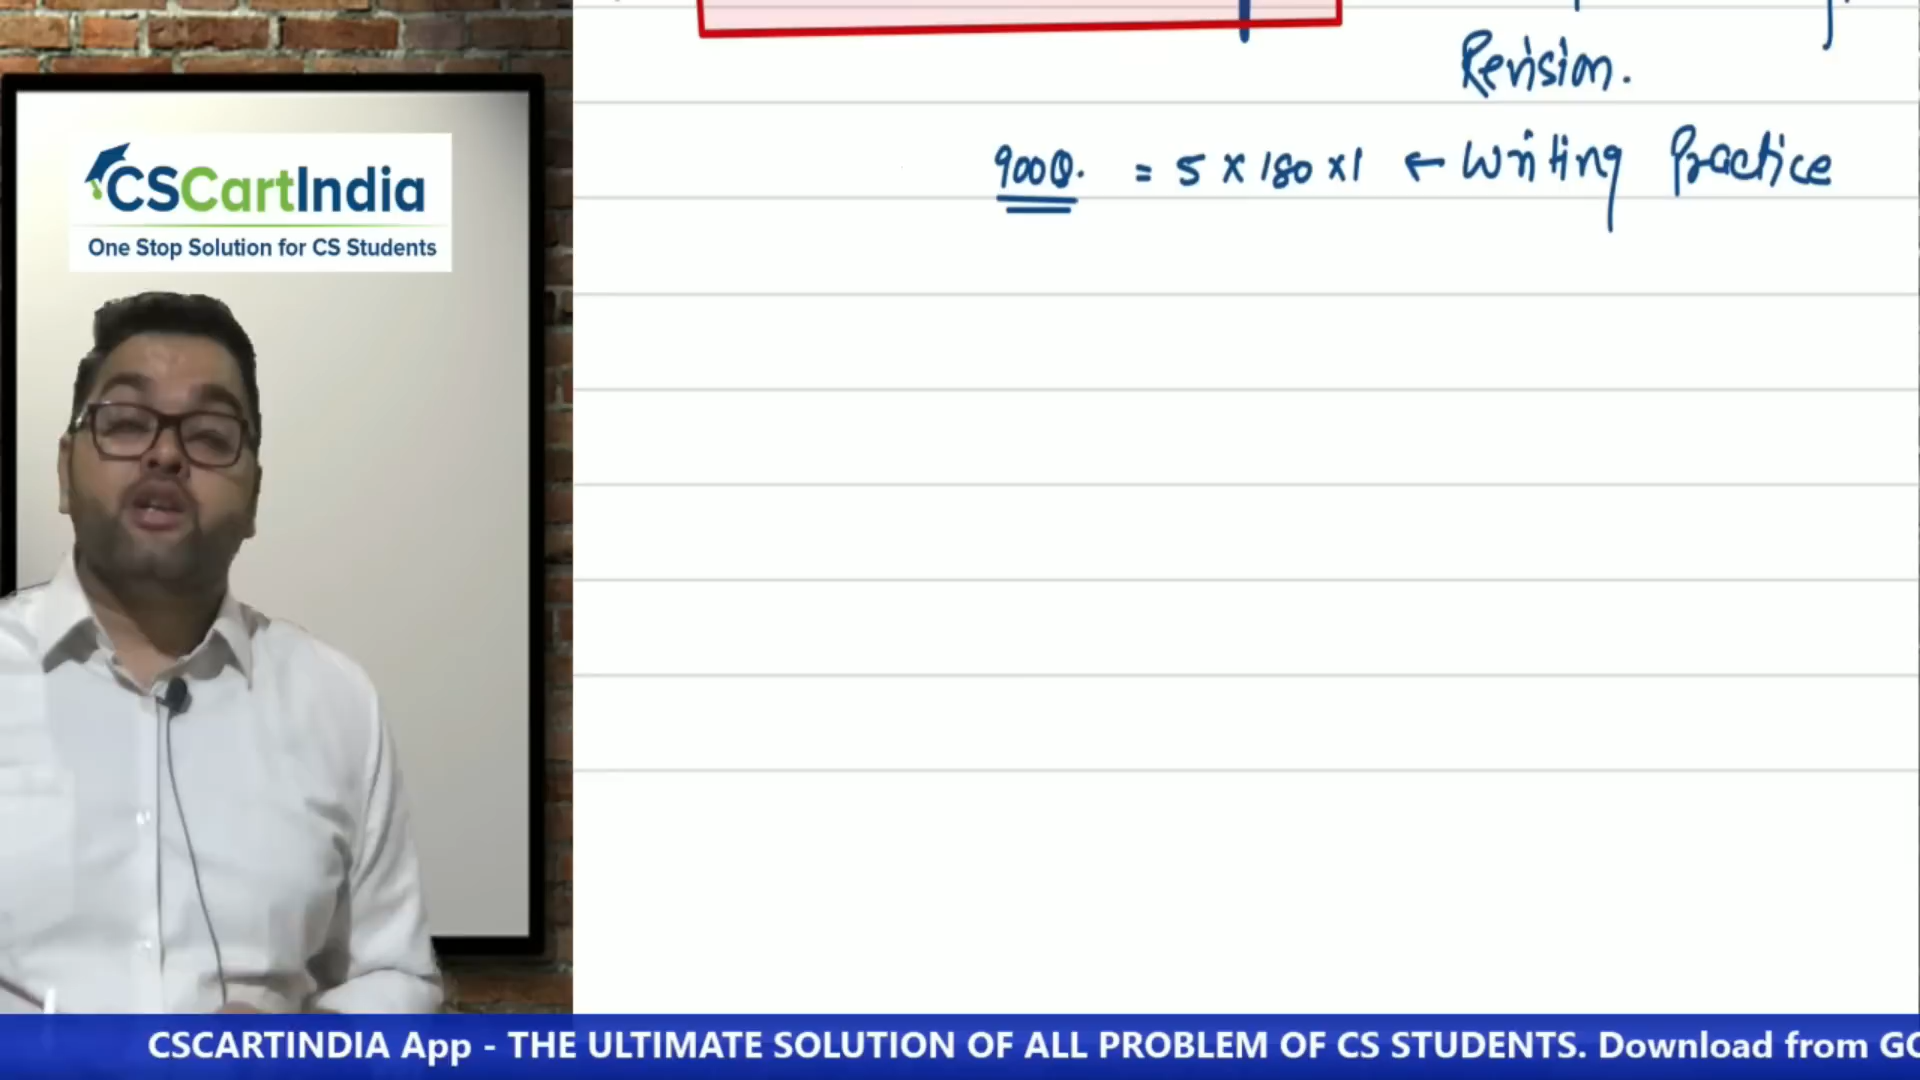 CSCartIndia
One Stop Solution for CS Students
Revision.
900Q. = 5 x 180 x 1 ← Writing Practice
CSCARTINDIA App - THE ULTIMATE SOLUTION OF ALL PROBLEM OF CS STUDENTS. Download from